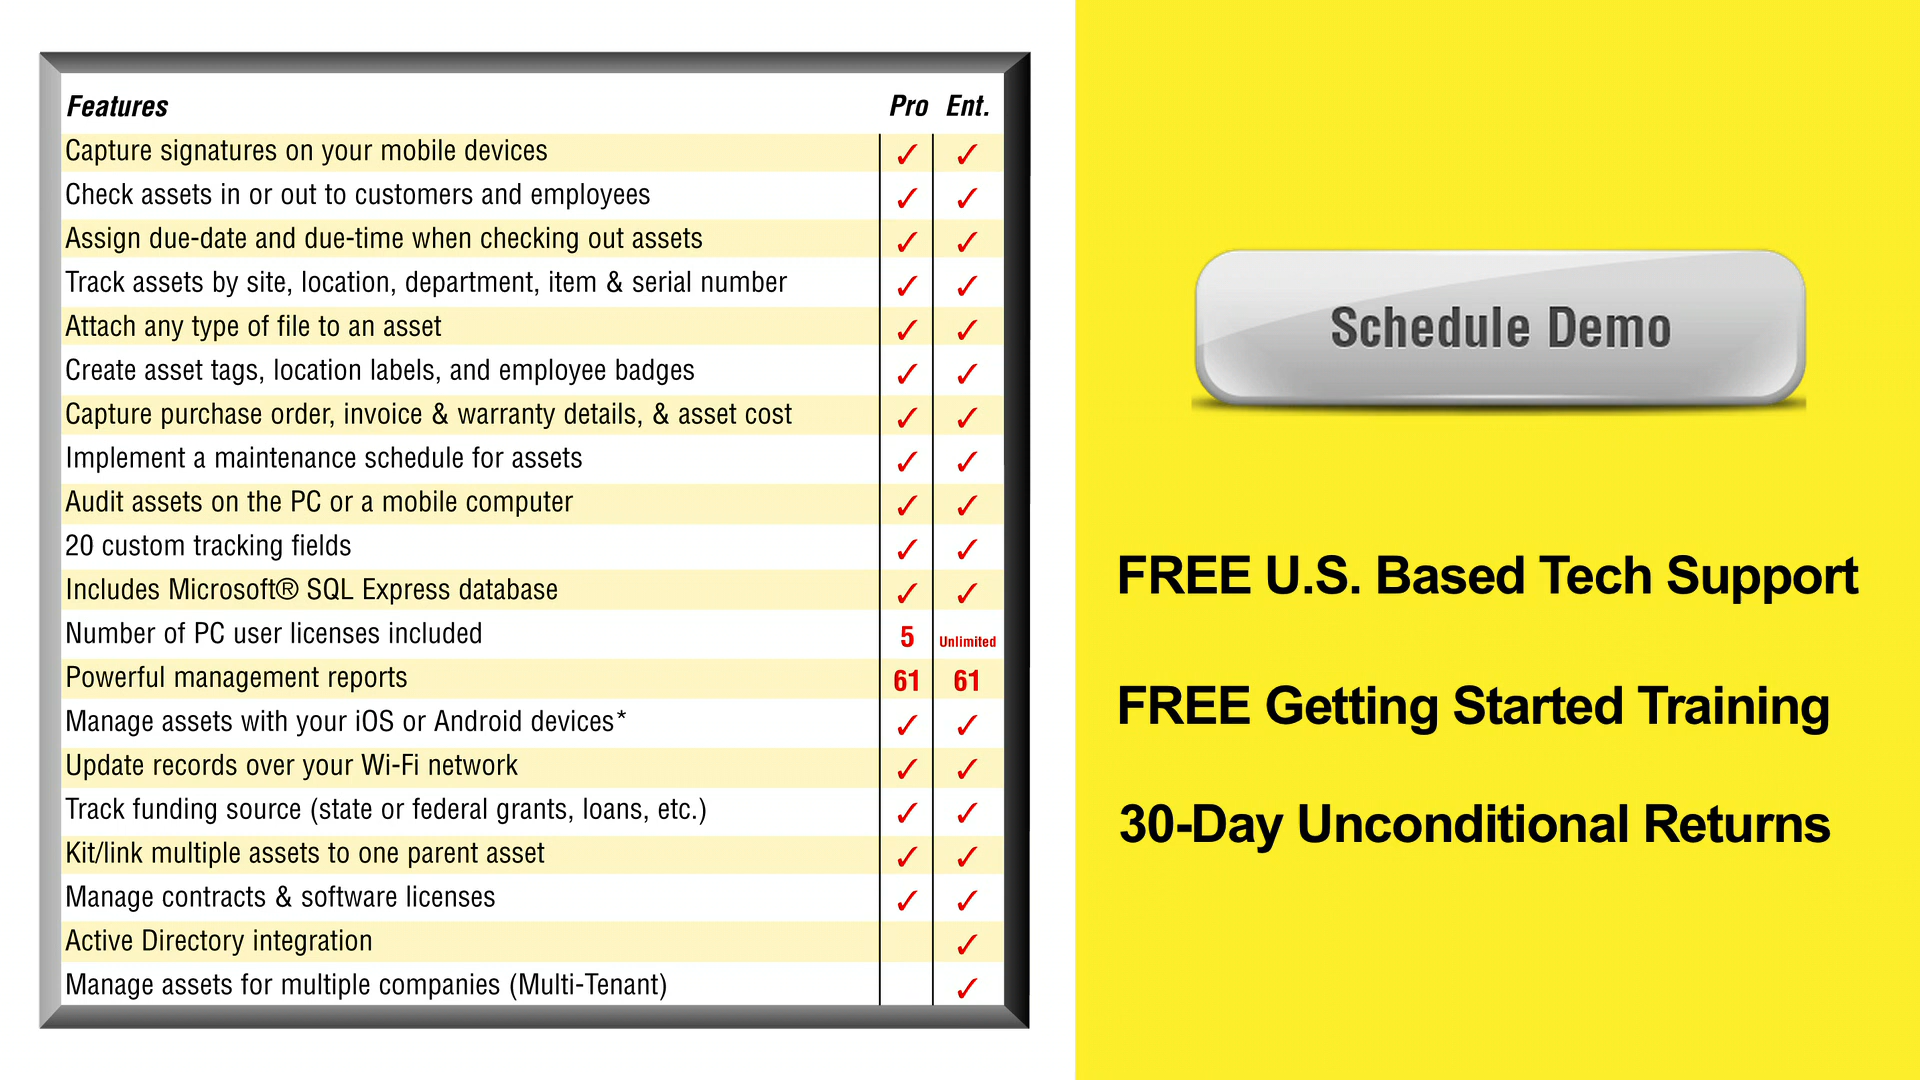 Features Pro Ent.
Capture signatures on your mobile devices ✓ ✓
Check assets in or out to customers and employees ✓ ✓
Assign due-date and due-time when checking out assets ✓ ✓
Track assets by site, location, department, item & serial number ✓ ✓
Attach any type of file to an asset ✓ ✓
Create asset tags, location labels, and employee badges ✓ ✓
Capture purchase order, invoice & warranty details, & asset cost ✓ ✓
Implement a maintenance schedule for assets ✓ ✓
Audit assets on the PC or a mobile computer ✓ ✓
20 custom tracking fields ✓ ✓
Includes Microsoft® SQL Express database ✓ ✓
Number of PC user licenses included 5 Unlimited
Powerful management reports 61 61
Manage assets with your iOS or Android devices* ✓ ✓
Update records over your Wi-Fi network ✓ ✓
Track funding source (state or federal grants, loans, etc.) ✓ ✓
Kit/link multiple assets to one parent asset ✓ ✓
Manage contracts & software licenses ✓ ✓
Active Directory integration ✓
Manage assets for multiple companies (Multi-Tenant) ✓
Schedule Demo
FREE U.S. Based Tech Support
FREE Getting Started Training
30-Day Unconditional Returns